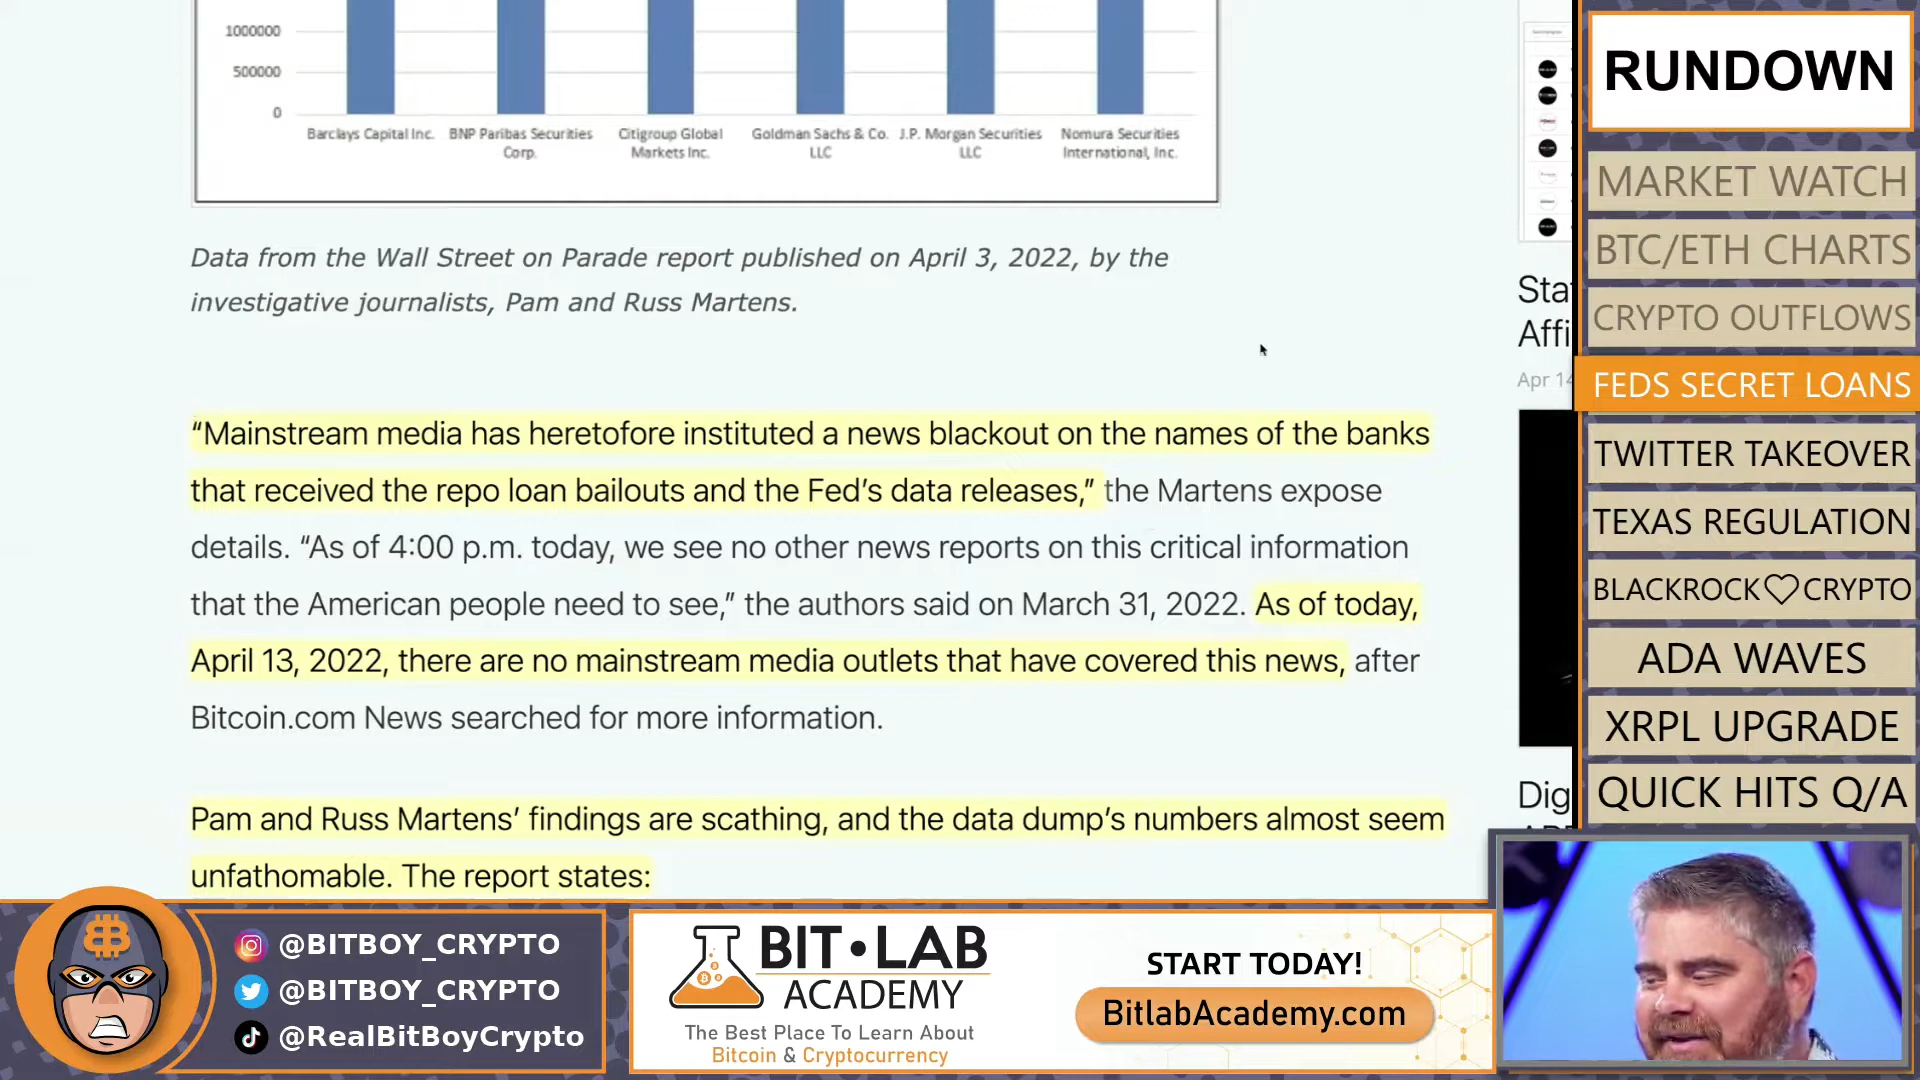 1000000
500000
0
Barclays Capital Inc.
BNP Paribas Securities
Corp.
Citigroup Global
Markets Inc.
Goldman Sachs & Co.
LLC
J.P. Morgan Securities
LLC
Nomura Securities
International, Inc.
Data from the Wall Street on Parade report published on April 3, 2022, by the
investigative journalists, Pam and Russ Martens.
“Mainstream media has heretofore instituted a news blackout on the names of the banks
that received the repo loan bailouts and the Fed’s data releases,” the Martens expose
details. “As of 4:00 p.m. today, we see no other news reports on this critical information
that the American people need to see,” the authors said on March 31, 2022. As of today,
April 13, 2022, there are no mainstream media outlets that have covered this news, after
Bitcoin.com News searched for more information.
Pam and Russ Martens’ findings are scathing, and the data dump’s numbers almost seem
unfathomable. The report states:
Sta
Affi
Apr 14
Dig
RUNDOWN
MARKET WATCH
BTC/ETH CHARTS
CRYPTO OUTFLOWS
FEDS SECRET LOANS
TWITTER TAKEOVER
TEXAS REGULATION
BLACKROCK♡CRYPTO
ADA WAVES
XRPL UPGRADE
QUICK HITS Q/A
@BITBOY_CRYPTO
@BITBOY_CRYPTO
@RealBitBoyCrypto
BIT•LAB
ACADEMY
The Best Place To Learn About
Bitcoin & Cryptocurrency
START TODAY!
BitlabAcademy.com